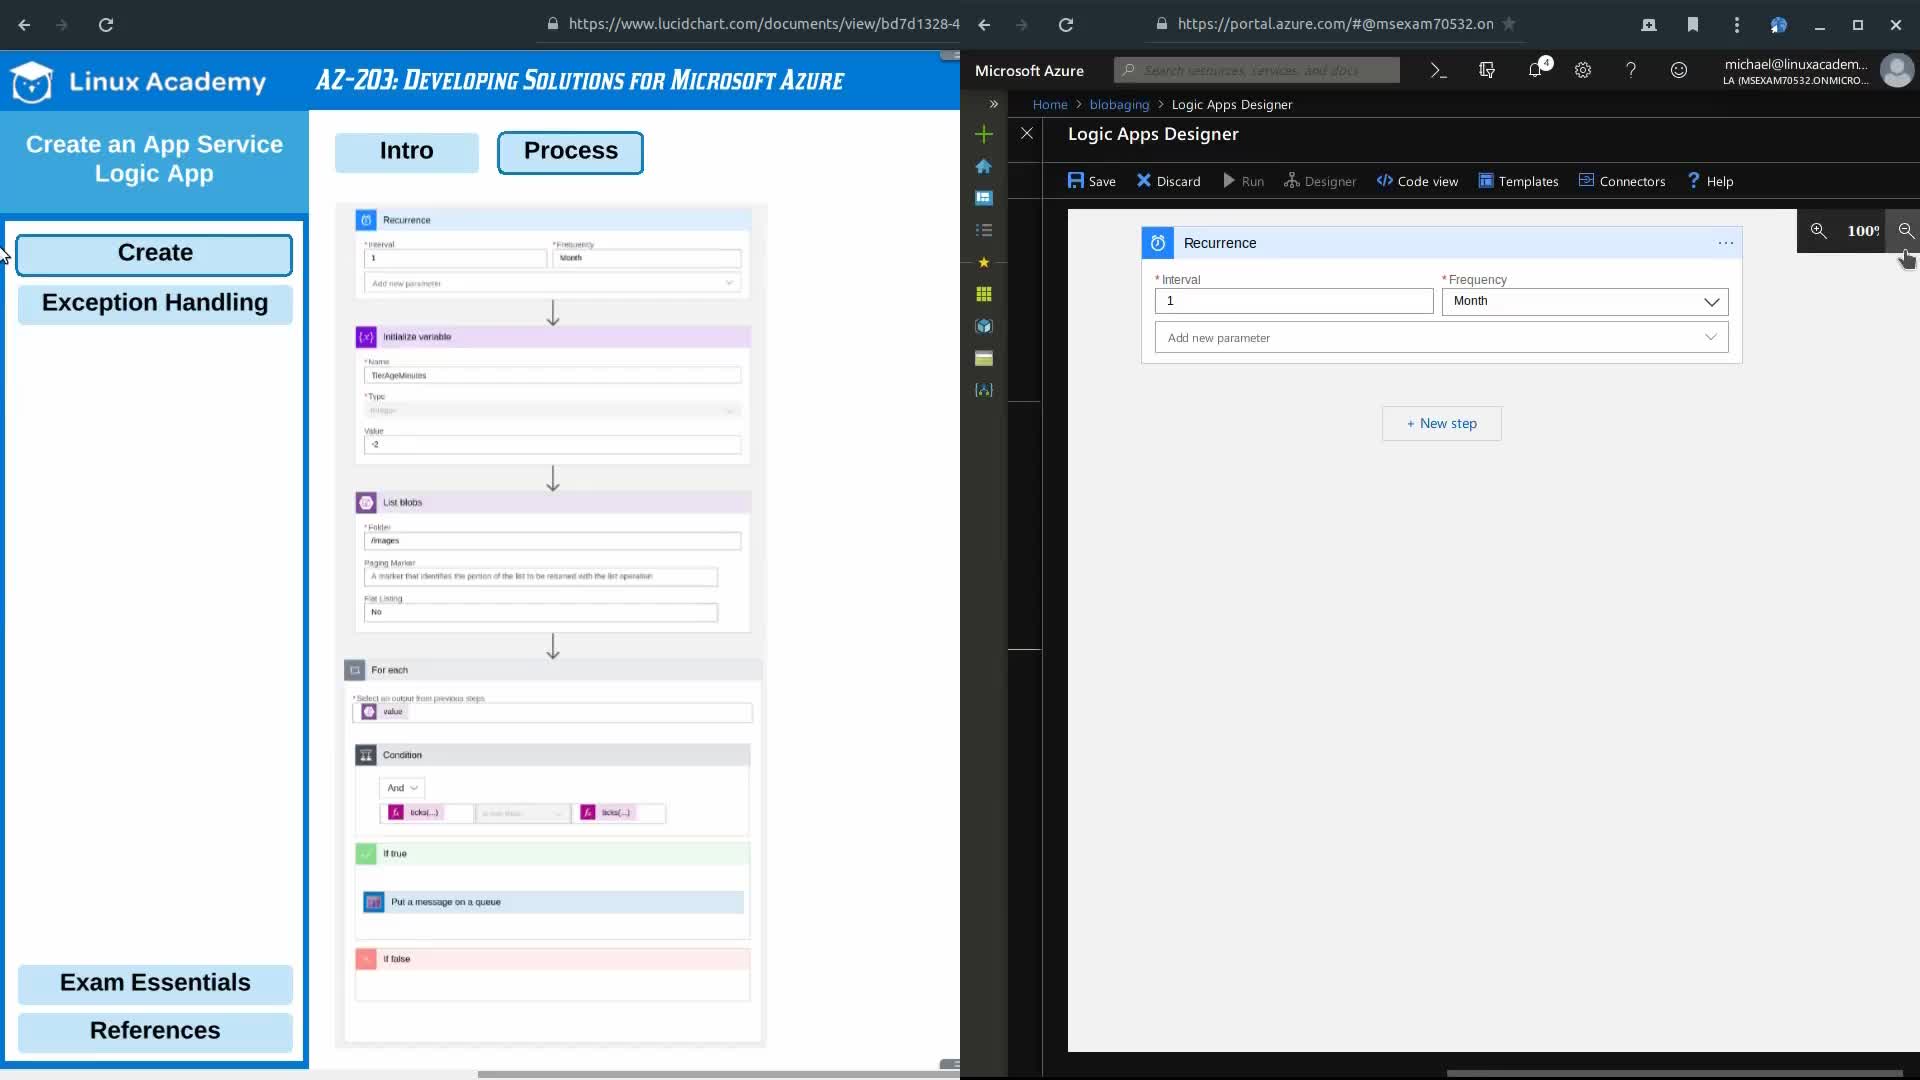 https://www.lucidchart.com/documents/view/bd7d1328-4
Linux Academy
AZ-203: Developing Solutions for Microsoft Azure
Create an App Service
Logic App
Create
Exception Handling
Exam Essentials
References
Intro
Process
Recurrence
*Interval
*Frequency
1
Month
Add new parameter
Initialize variable
*Name
TierAgeMinutes
*Type
Integer
Value
-2
List blobs
*Folder
/images
Paging Marker
A marker that identifies the portion of the list to be returned with the list operation
Flat Listing
No
For each
*Select an output from previous steps
value
Condition
And
ticks(...)
is less than
ticks(...)
If true
Put a message on a queue
If false
https://portal.azure.com/#@msexam70532.on
Microsoft Azure
Search resources, services, and docs
4
michael@linuxacadem...
LA (MSEXAM70532.ONMICRO...
Home > blobaging > Logic Apps Designer
Logic Apps Designer
Save
Discard
Run
Designer
Code view
Templates
Connectors
Help
100%
Recurrence
...
* Interval
* Frequency
1
Month
Add new parameter
+ New step